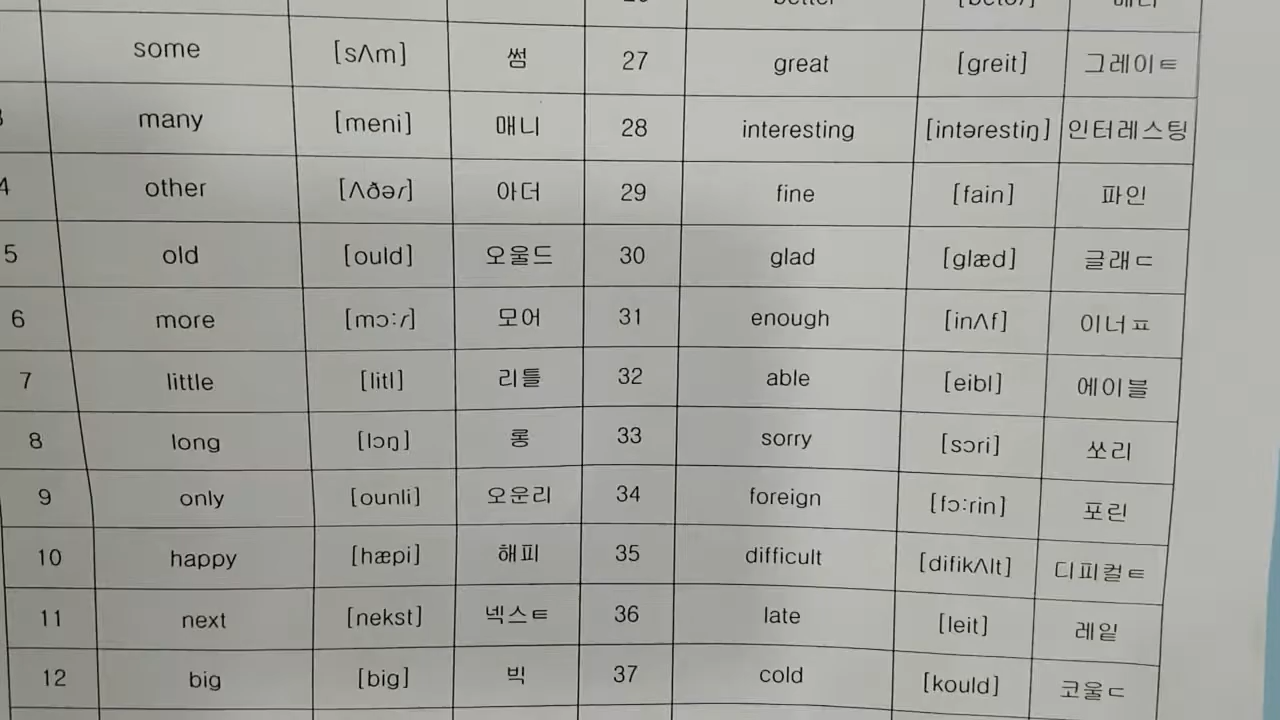 some [sʌm] 썸 27 great [greit] 그레이ㅌ
many [meni] 매니 28 interesting [intərestiŋ] 인터레스팅
4 other [ʌðəɾ] 아더 29 fine [fain] 파인
5 old [ould] 오울드 30 glad [glæd] 글래ㄷ
6 more [mɔːɾ] 모어 31 enough [inʌf] 이너ㅍ
7 little [litl] 리틀 32 able [eibl] 에이블
8 long [lɔŋ] 롱 33 sorry [sɔri] 쏘리
9 only [ounli] 오운리 34 foreign [fɔːrin] 포린
10 happy [hæpi] 해피 35 difficult [difikʌlt] 디피컬ㅌ
11 next [nekst] 넥스ㅌ 36 late [leit] 레잍
12 big [big] 빅 37 cold [kould] 코울ㄷ